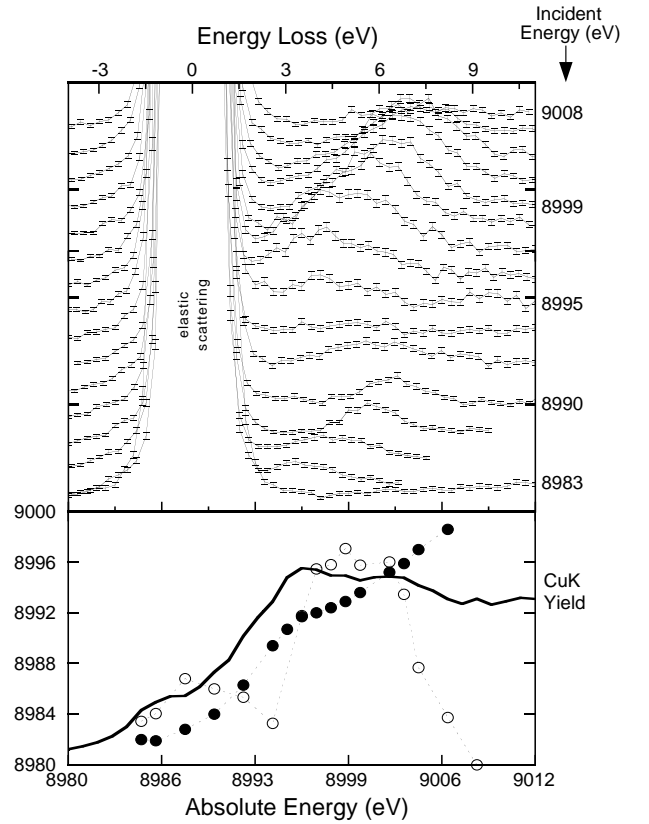 Incident
Energy (eV)
Energy Loss (eV)
-3 0 3 6 9
9008
8999
elastic
scattering
8995
8990
8983
9000
8996
8992
8988
8984
8980
CuK
Yield
8980 8986 8993 8999 9006 9012
Absolute Energy (eV)